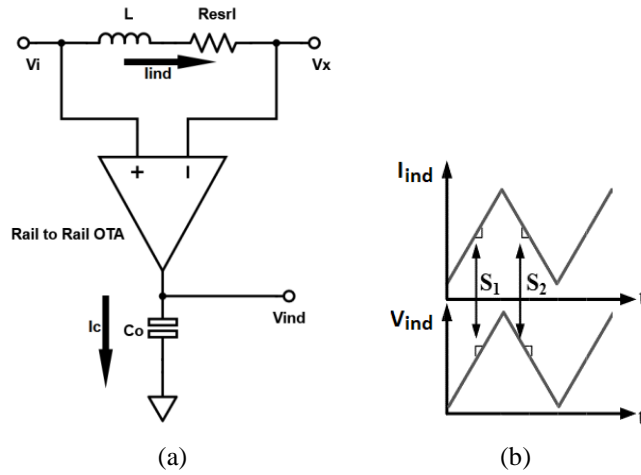 L
Resrl
Vi
Iind
Vx
+
−
Rail to Rail OTA
Ic
Co
Vind
(a)
Iind
t
S1
S2
Vind
t
(b)